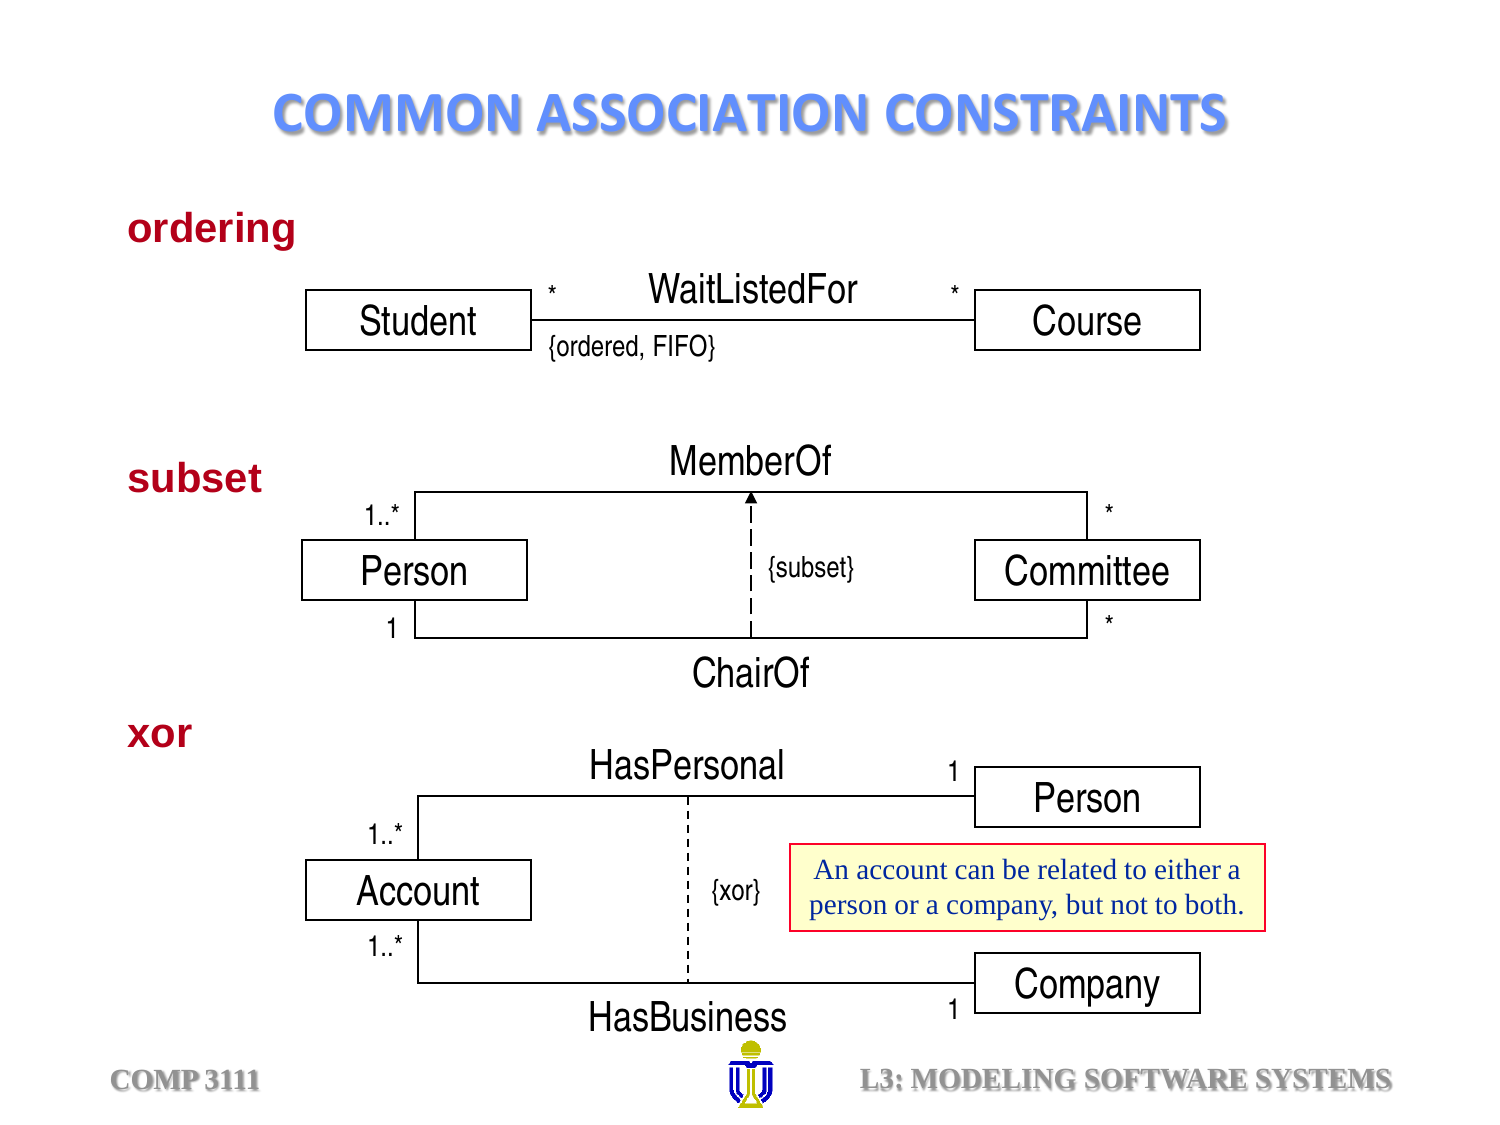 COMMON ASSOCIATION CONSTRAINTS
ordering
WaitListedFor
* *
Student Course
{ordered, FIFO}
MemberOf
subset
1..* *
Person {subset} Committee
1 *
ChairOf
xor
HasPersonal 1
Person
1..*
An account can be related to either a
person or a company, but not to both.
Account {xor}
1..*
Company
HasBusiness 1
COMP 3111 L3: MODELING SOFTWARE SYSTEMS